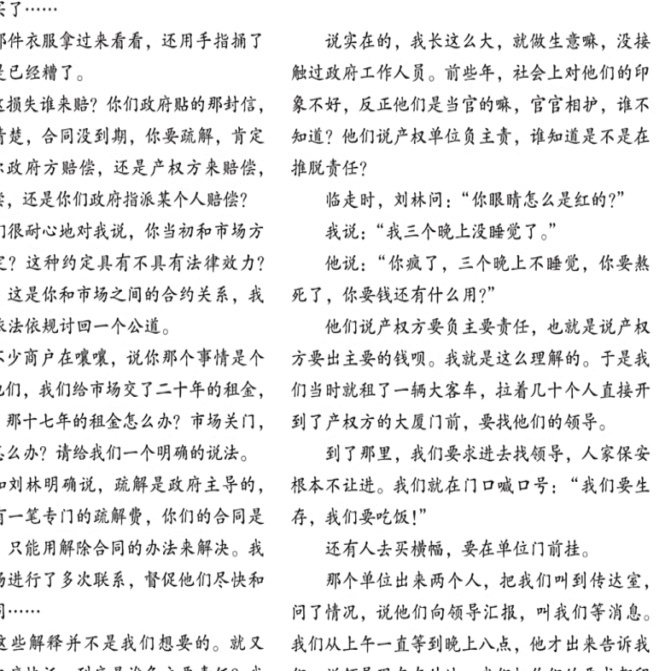 买了……
那件衣服拿过来看看，还用手指捅了
是已经糟了。
这损失谁来赔？你们政府贴的那封信，
清楚，合同没到期，你要疏解，肯定
你政府方赔偿，还是产权方来赔偿，
偿，还是你们政府指派某个人赔偿？
们很耐心地对我说，你当初和市场方
定？这种约定具有不具有法律效力？
，这是你和市场之间的合约关系，我
依法依规讨回一个公道。
不少商户在嚷嚷，说你那个事情是个
他们，我们给市场交了二十年的租金，
，那十七年的租金怎么办？市场关门，
怎么办？请给我们一个明确的说法。
和刘林明确说，疏解是政府主导的，
有一笔专门的疏解费，你们的合同是
，只能用解除合同的办法来解决。我
场进行了多次联系，督促他们尽快和
同……
这些解释并不是我们想要的。就又
说实在的，我长这么大，就做生意嘛，没接
触过政府工作人员。前些年，社会上对他们的印
象不好，反正他们是当官的嘛，官官相护，谁不
知道？他们说产权单位负主责，谁知道是不是在
推脱责任？
临走时，刘林问：“你眼睛怎么是红的？”
我说：“我三个晚上没睡觉了。”
他说：“你疯了，三个晚上不睡觉，你要熬
死了，你要钱还有什么用？”
他们说产权方要负主要责任，也就是说产权
方要出主要的钱呗。我就是这么理解的。于是我
们当时就租了一辆大客车，拉着几十个人直接开
到了产权方的大厦门前，要找他们的领导。
到了那里，我们要求进去找领导，人家保安
根本不让进。我们就在门口喊口号：“我们要生
存，我们要吃饭！”
还有人去买横幅，要在单位门前挂。
那个单位出来两个人，把我们叫到传达室，
问了情况，说他们向领导汇报，叫我们等消息。
我们从上午一直等到晚上八点，他才出来告诉我